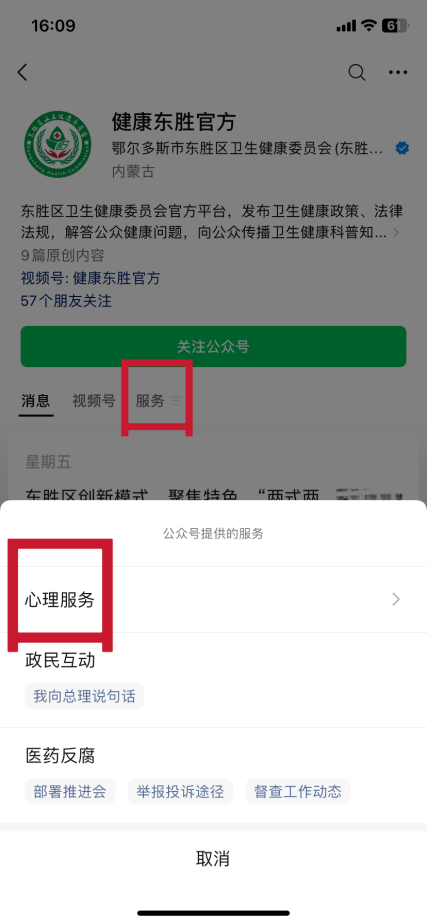 16:09
61
健康东胜官方
鄂尔多斯市东胜区卫生健康委员会 (东胜...
内蒙古
东胜区卫生健康委员会官方平台，发布卫生健康政策、法律
法规，解答公众健康问题，向公众传播卫生健康科普知...
9篇原创内容
视频号: 健康东胜官方
57个朋友关注
关注公众号
消息 视频号 服务
星期五
东胜区创新模式 聚焦特色 “两式两
公众号提供的服务
心理服务
政民互动
我向总理说句话
医药反腐
部署推进会 举报投诉途径 督查工作动态
取消